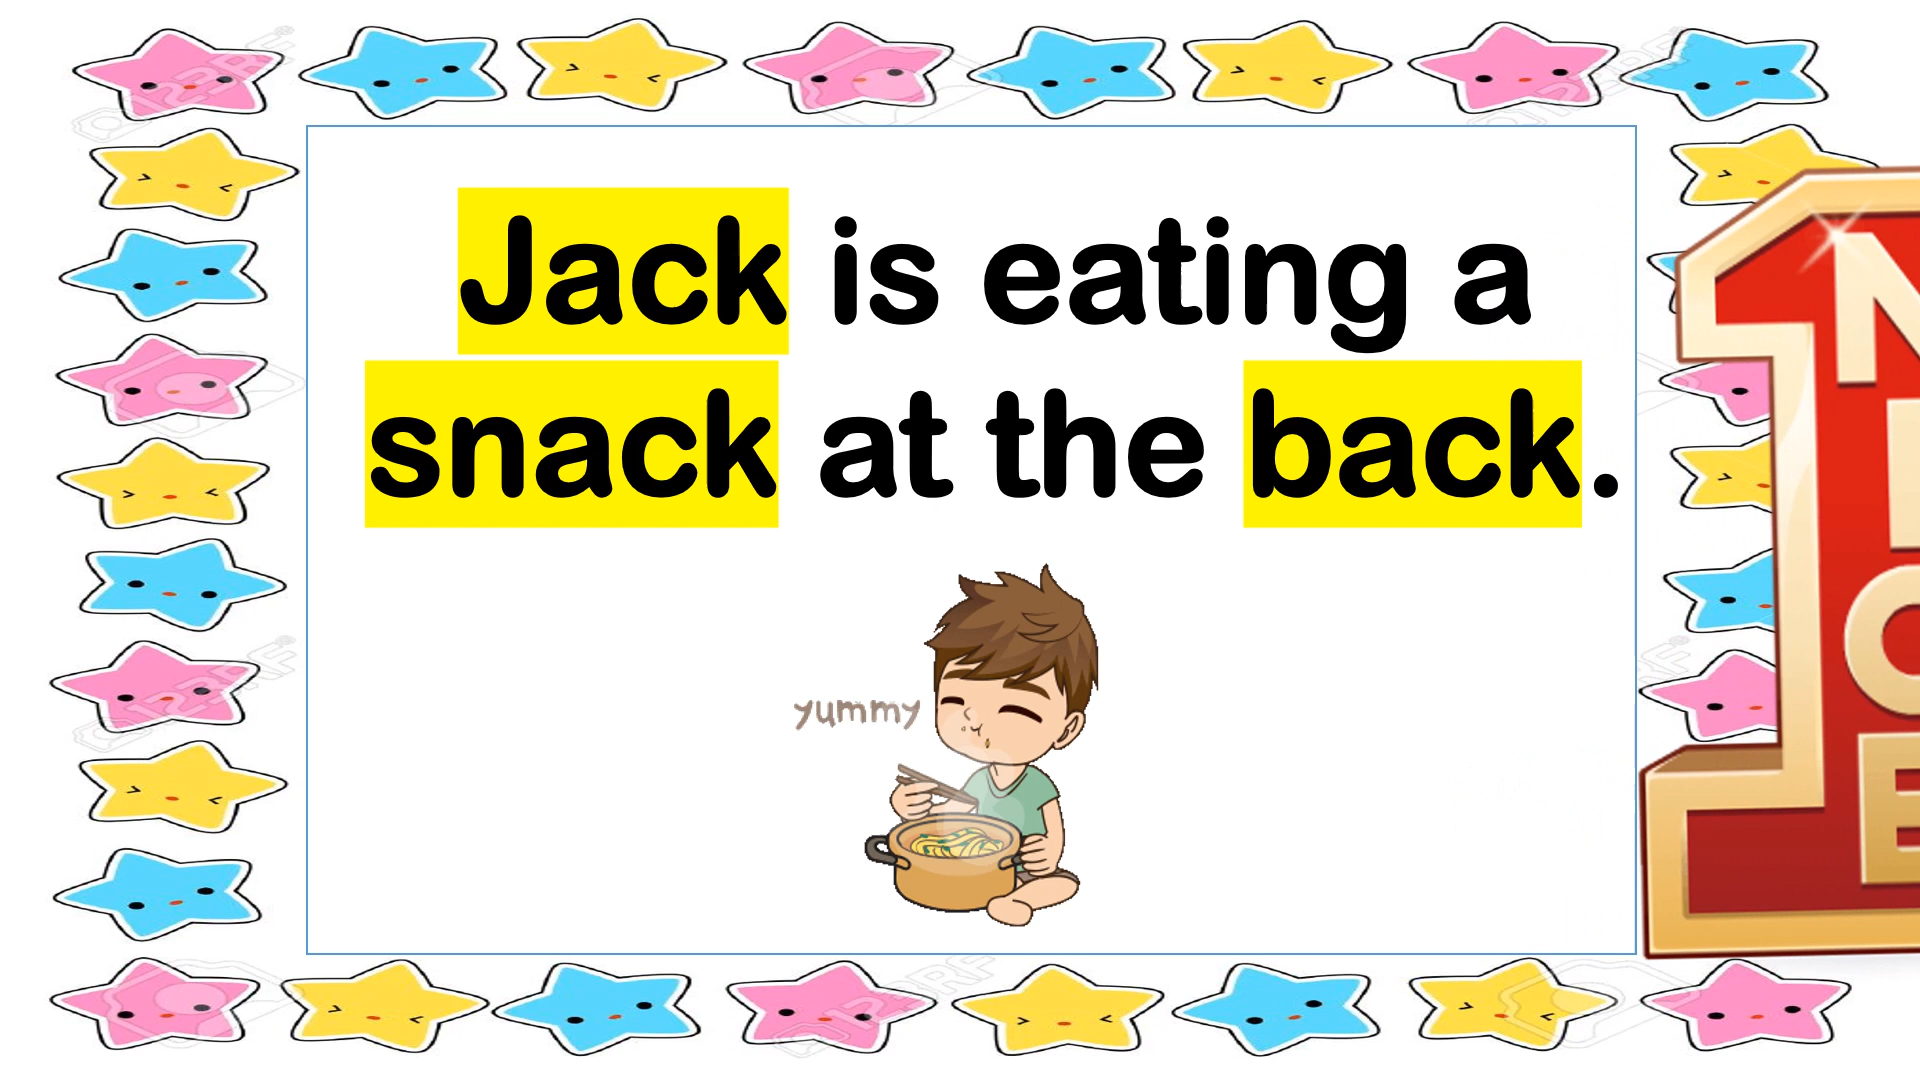 Jack is eating a
snack at the back.
yummy